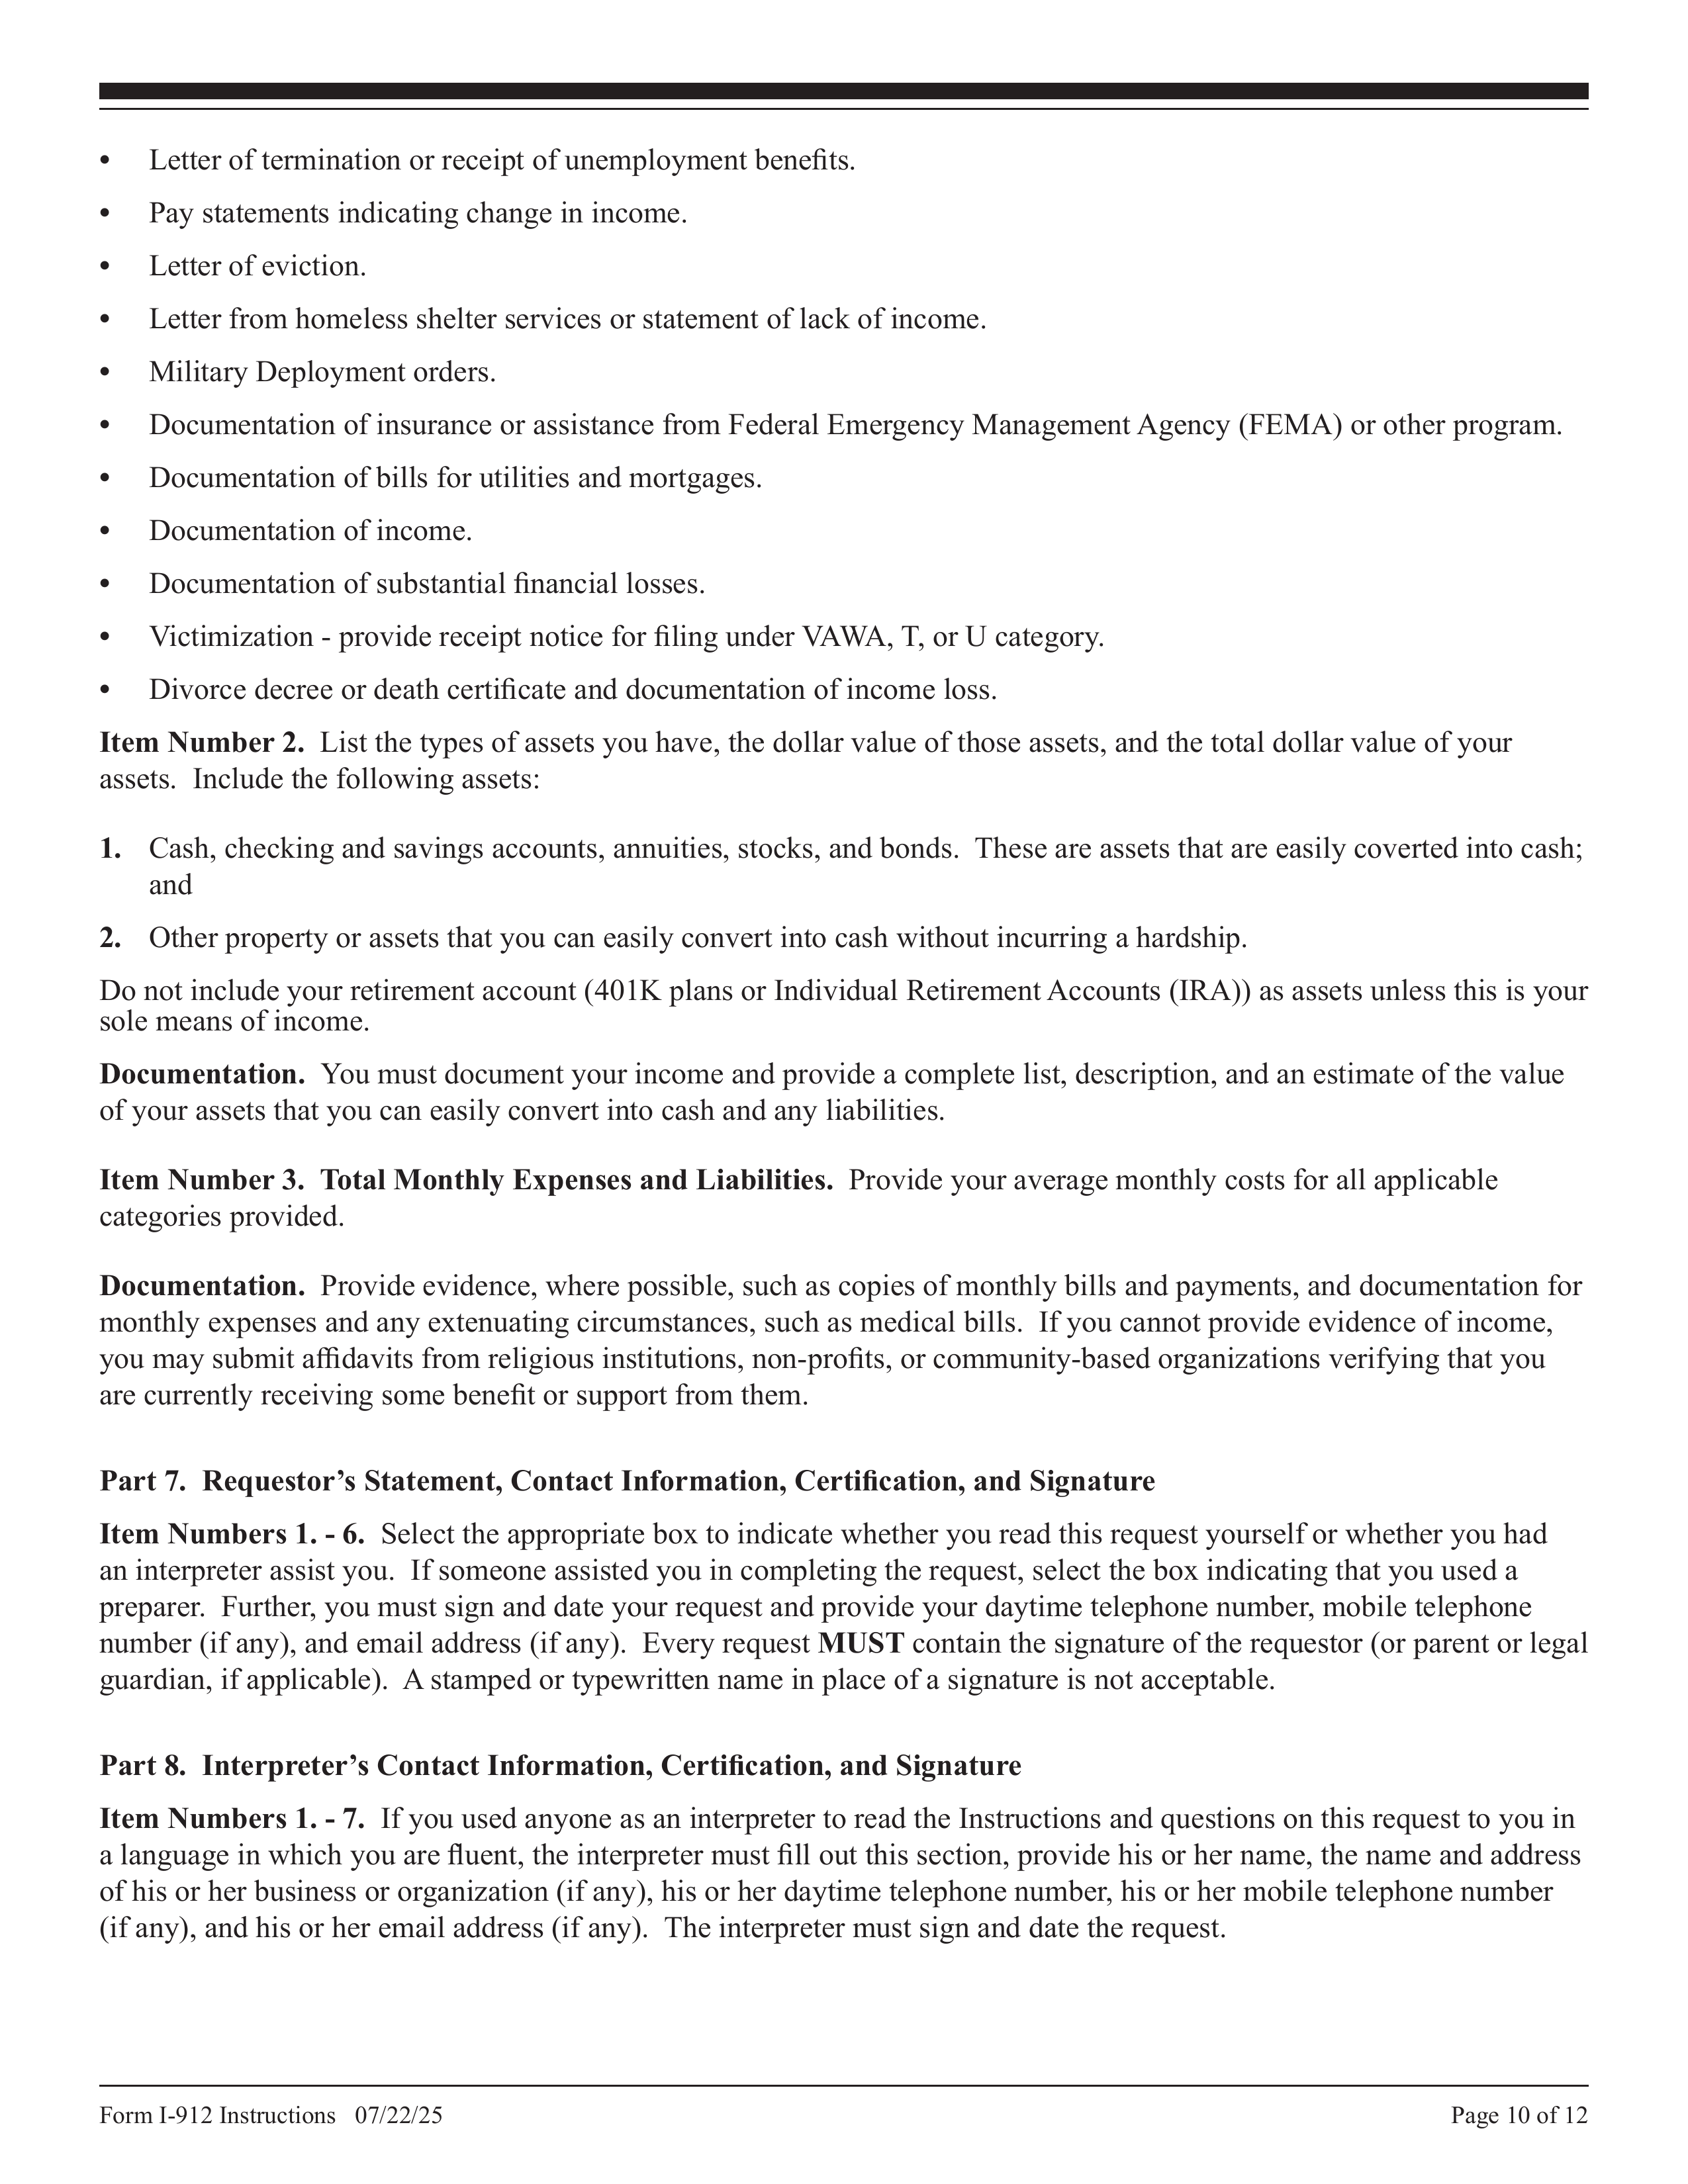 • Letter of termination or receipt of unemployment benefits.
• Pay statements indicating change in income.
• Letter of eviction.
• Letter from homeless shelter services or statement of lack of income.
• Military Deployment orders.
• Documentation of insurance or assistance from Federal Emergency Management Agency (FEMA) or other program.
• Documentation of bills for utilities and mortgages.
• Documentation of income.
• Documentation of substantial financial losses.
• Victimization - provide receipt notice for filing under VAWA, T, or U category.
• Divorce decree or death certificate and documentation of income loss.
Item Number 2.  List the types of assets you have, the dollar value of those assets, and the total dollar value of your
assets.  Include the following assets:
1. Cash, checking and savings accounts, annuities, stocks, and bonds.  These are assets that are easily coverted into cash;
and
2. Other property or assets that you can easily convert into cash without incurring a hardship.
Do not include your retirement account (401K plans or Individual Retirement Accounts (IRA)) as assets unless this is your
sole means of income.
Documentation.  You must document your income and provide a complete list, description, and an estimate of the value
of your assets that you can easily convert into cash and any liabilities.
Item Number 3.  Total Monthly Expenses and Liabilities.  Provide your average monthly costs for all applicable
categories provided.
Documentation.  Provide evidence, where possible, such as copies of monthly bills and payments, and documentation for
monthly expenses and any extenuating circumstances, such as medical bills.  If you cannot provide evidence of income,
you may submit affidavits from religious institutions, non-profits, or community-based organizations verifying that you
are currently receiving some benefit or support from them.
Part 7.  Requestor’s Statement, Contact Information, Certification, and Signature
Item Numbers 1. - 6.  Select the appropriate box to indicate whether you read this request yourself or whether you had
an interpreter assist you.  If someone assisted you in completing the request, select the box indicating that you used a
preparer.  Further, you must sign and date your request and provide your daytime telephone number, mobile telephone
number (if any), and email address (if any).  Every request MUST contain the signature of the requestor (or parent or legal
guardian, if applicable).  A stamped or typewritten name in place of a signature is not acceptable.
Part 8.  Interpreter’s Contact Information, Certification, and Signature
Item Numbers 1. - 7.  If you used anyone as an interpreter to read the Instructions and questions on this request to you in
a language in which you are fluent, the interpreter must fill out this section, provide his or her name, the name and address
of his or her business or organization (if any), his or her daytime telephone number, his or her mobile telephone number
(if any), and his or her email address (if any).  The interpreter must sign and date the request.
Form I-912 Instructions   07/22/25
Page 10 of 12